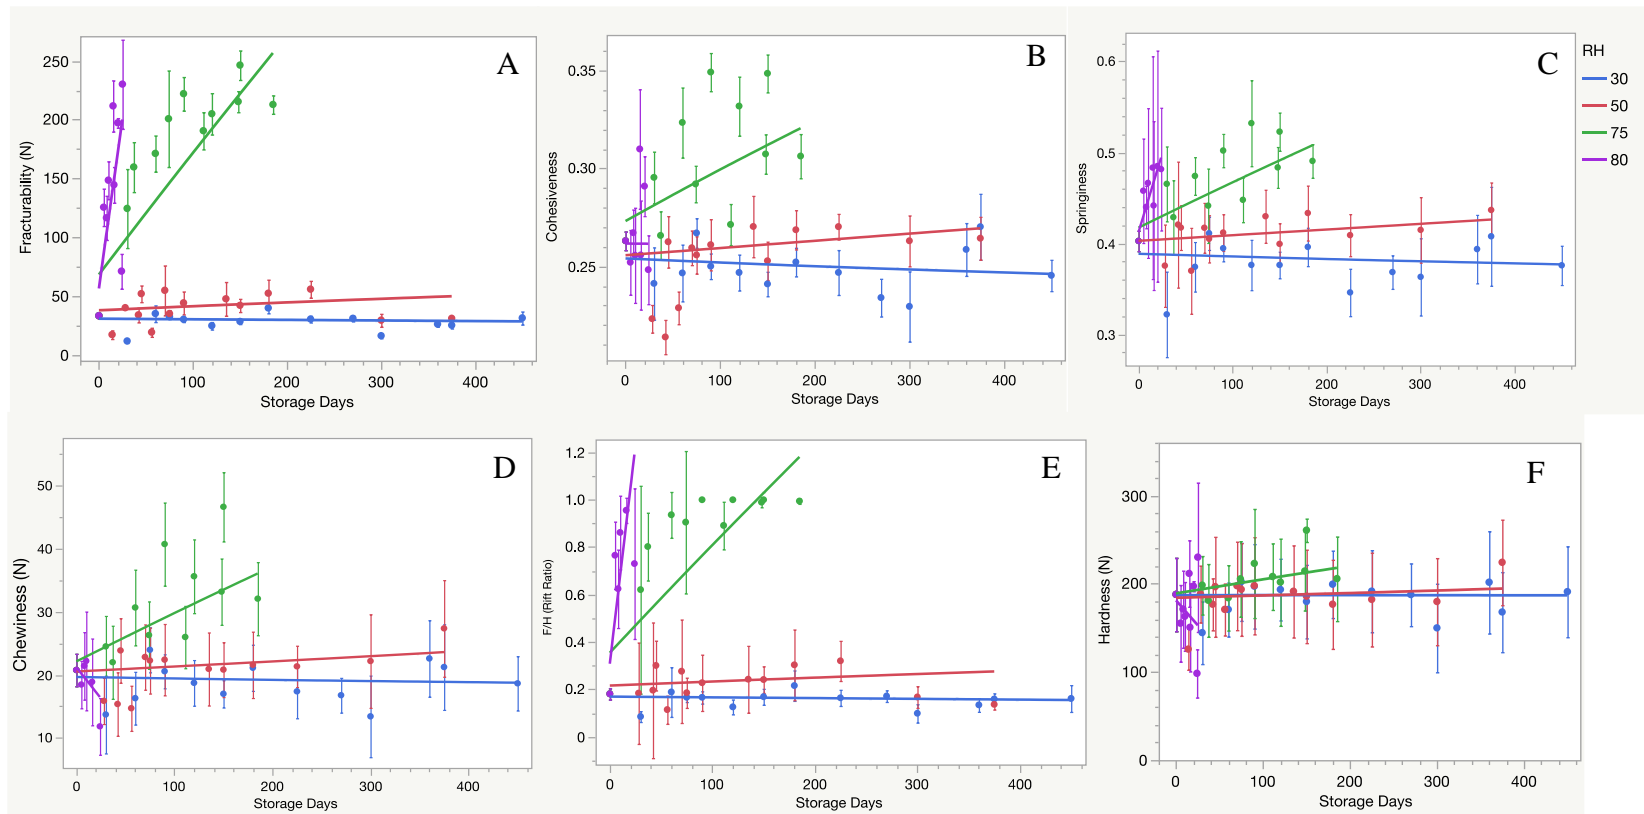 A
Fracturability (N)
250
200
150
100
50
0
0 100 200 300 400
Storage Days
B
Cohesiveness
0.35
0.30
0.25
0 100 200 300 400
Storage Days
C
Springiness
0.6
0.5
0.4
0.3
0 100 200 300 400
Storage Days
RH
30
50
75
80
D
Chewiness (N)
50
40
30
20
10
0 100 200 300 400
Storage Days
E
F/H (Rift Ratio)
1.2
1.0
0.8
0.6
0.4
0.2
0
0 100 200 300 400
Storage Days
F
Hardness (N)
300
200
100
0
0 100 200 300 400
Storage Days